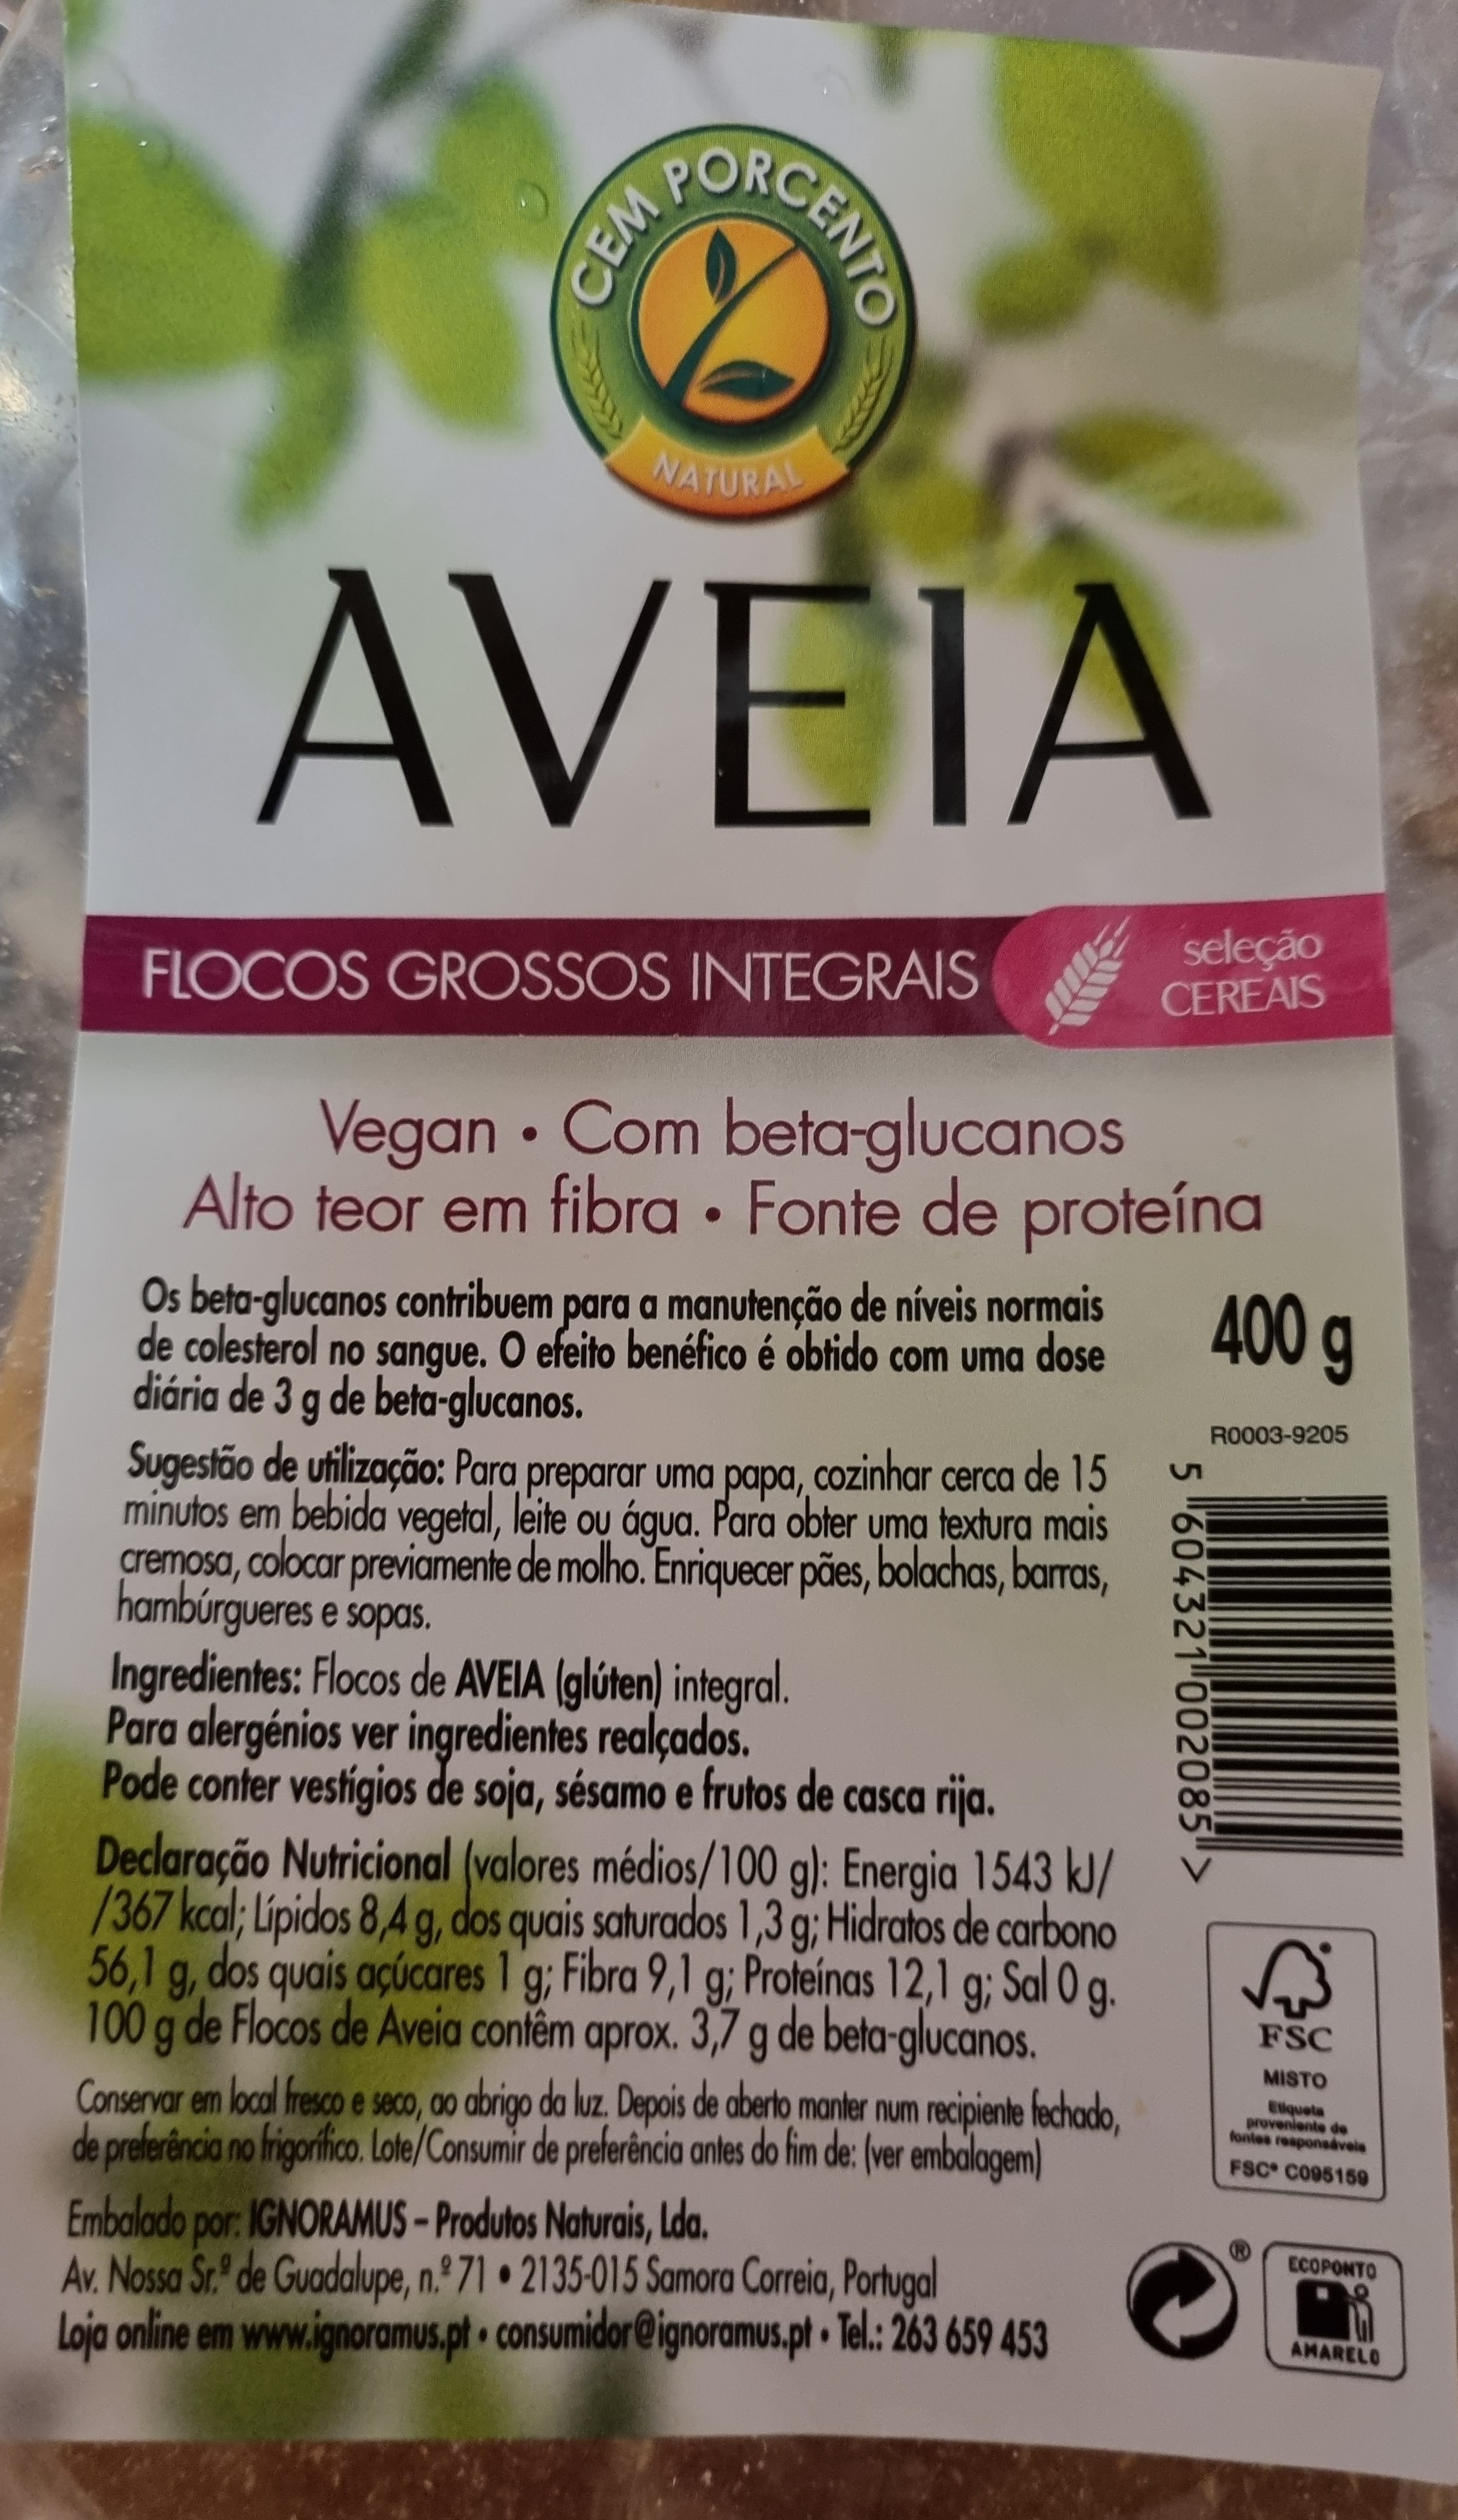 CEM PORCENTO
NATURAL
AVEIA
FLOCOS GROSSOS INTEGRAIS
seleção
CEREAIS
Vegan • Com beta-glucanos
Alto teor em fibra • Fonte de proteína
Os beta-glucanos contribuem para a manutenção de níveis normais
de colesterol no sangue. O efeito benéfico é obtido com uma dose
diária de 3 g de beta-glucanos.
400 g
R0003-9205
Sugestão de utilização: Para preparar uma papa, cozinhar cerca de 15
minutos em bebida vegetal, leite ou água. Para obter uma textura mais
cremosa, colocar previamente de molho. Enriquecer pães, bolachas, barras,
hambúrgueres e sopas.
Ingredientes: Flocos de AVEIA (glúten) integral.
Para alergénios ver ingredientes realçados.
Pode conter vestígios de soja, sésamo e frutos de casca rija.
5 604321 002085 >
Declaração Nutricional (valores médios/100 g): Energia 1543 kJ/
/367 kcal; Lípidos 8,4 g, dos quais saturados 1,3 g; Hidratos de carbono
56,1 g, dos quais açúcares 1 g; Fibra 9,1 g; Proteínas 12,1 g; Sal 0 g.
100 g de Flocos de Aveia contêm aprox. 3,7 g de beta-glucanos.
Conservar em local fresco e seco, ao abrigo da luz. Depois de aberto manter num recipiente fechado,
de preferência no frigorífico. Lote/Consumir de preferência antes do fim de: (ver embalagem)
FSC
MISTO
Etiqueta
proveniente de
fontes responsáveis
FSC® C095159
Embalado por: IGNORAMUS – Produtos Naturais, Lda.
Av. Nossa Sr.ª de Guadalupe, n.º 71 • 2135-015 Samora Correia, Portugal
Loja online em www.ignoramus.pt • consumidor@ignoramus.pt • Tel.: 263 659 453
®
ECOPONTO
AMARELO